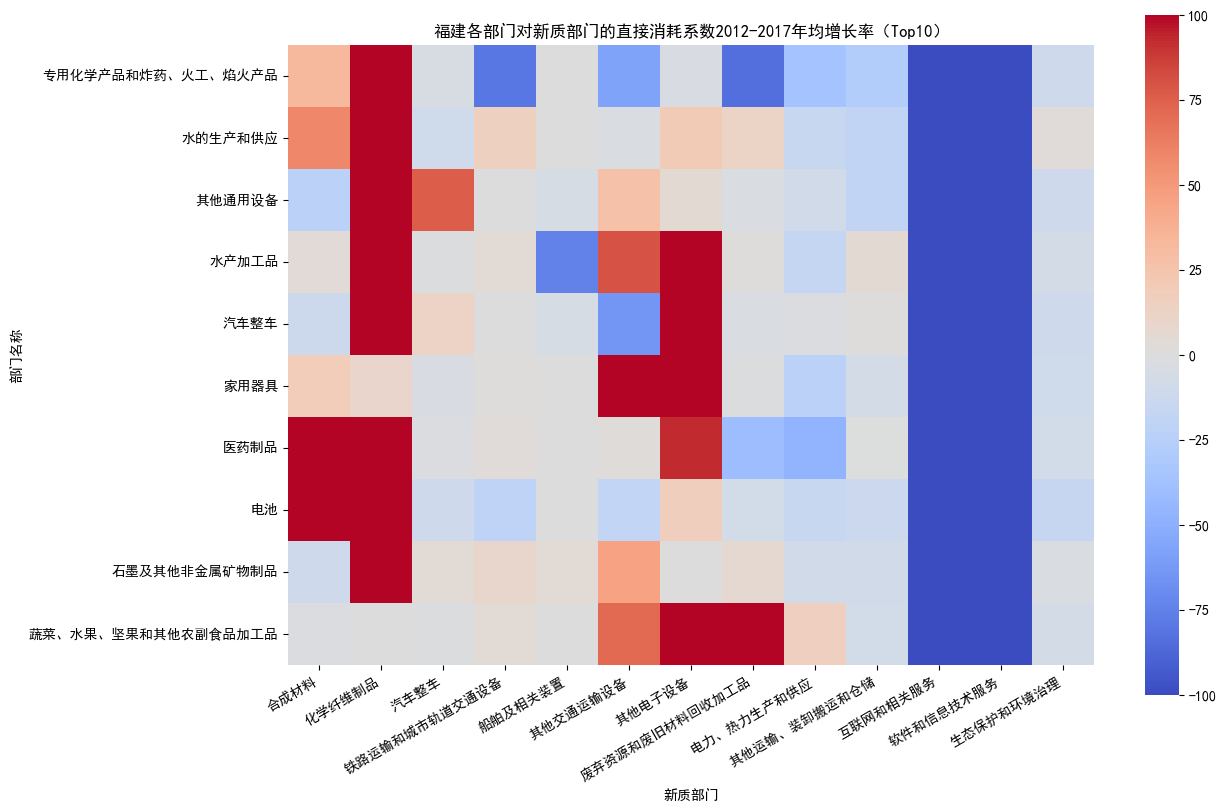 福建各部门对新质部门的直接消耗系数2012-2017年均增长率（Top10）
部门名称
专用化学产品和炸药、火工、焰火产品
水的生产和供应
其他通用设备
水产加工品
汽车整车
家用器具
医药制品
电池
石墨及其他非金属矿物制品
蔬菜、水果、坚果和其他农副食品加工品
合成材料
化学纤维制品
汽车整车
铁路运输和城市轨道交通设备
船舶及相关装置
其他交通运输设备
其他电子设备
废弃资源和废旧材料回收加工品
电力、热力生产和供应
其他运输、装卸搬运和仓储
互联网和相关服务
软件和信息技术服务
生态保护和环境治理
新质部门
100
75
50
25
0
−25
−50
−75
−100